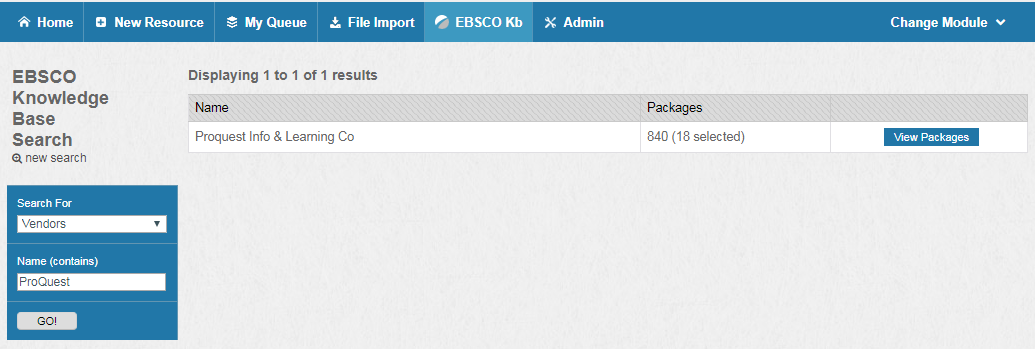 Home New Resource My Queue File Import EBSCO Kb Admin Change Module
EBSCO
Knowledge
Base
Search
new search
Search For
Vendors
Name (contains)
ProQuest
GO!
Displaying 1 to 1 of 1 results
Name Packages
Proquest Info & Learning Co 840 (18 selected) View Packages